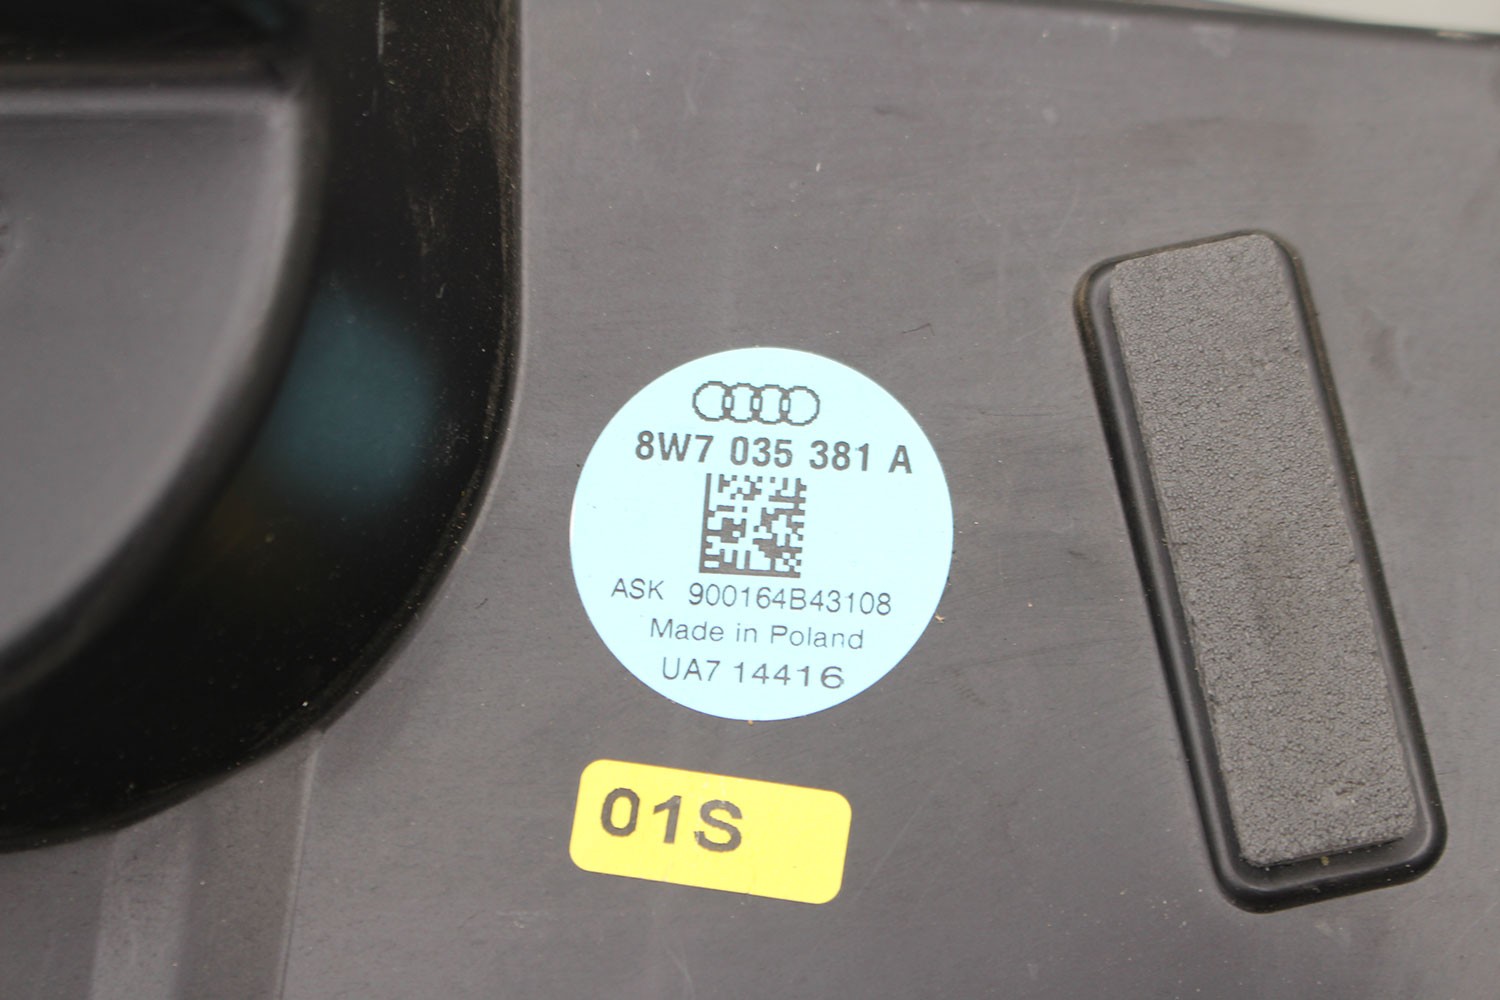 8W7 035 381 A
ASK 900164B43108
Made in Poland
UA7 14416
01S